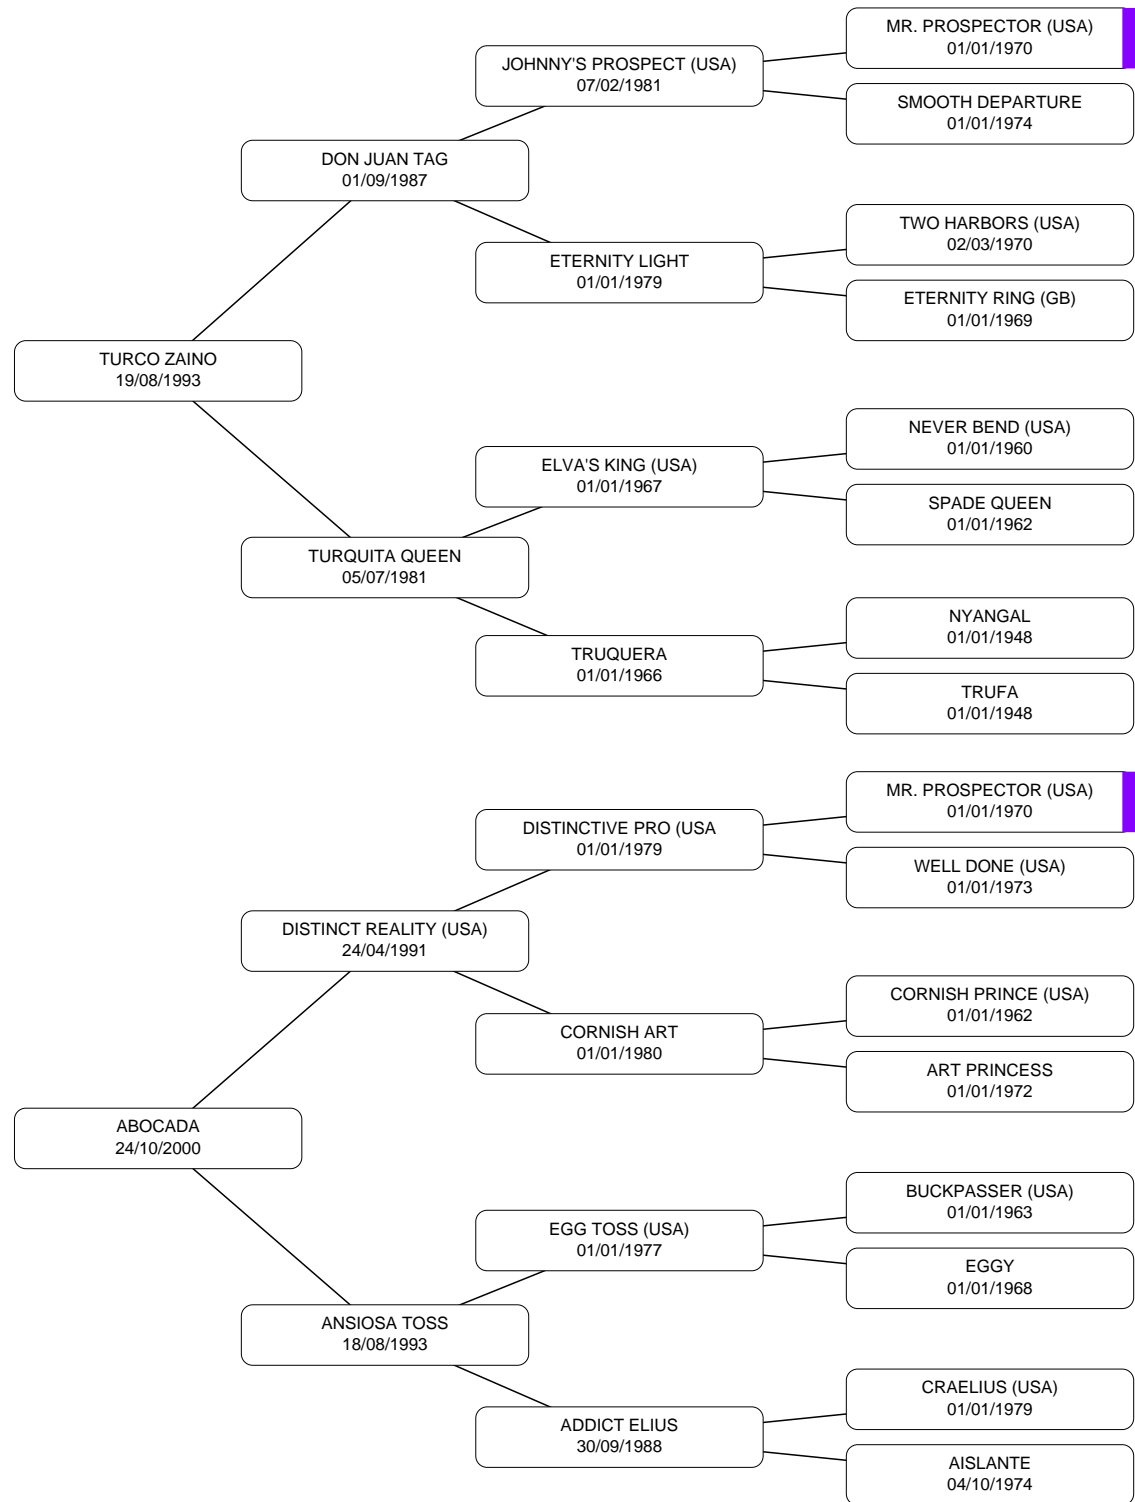 MR. PROSPECTOR (USA)
01/01/1970
JOHNNY'S PROSPECT (USA)
07/02/1981
SMOOTH DEPARTURE
01/01/1974
DON JUAN TAG
01/09/1987
TWO HARBORS (USA)
02/03/1970
ETERNITY LIGHT
01/01/1979
ETERNITY RING (GB)
01/01/1969
TURCO ZAINO
19/08/1993
NEVER BEND (USA)
01/01/1960
ELVA'S KING (USA)
01/01/1967
SPADE QUEEN
01/01/1962
TURQUITA QUEEN
05/07/1981
NYANGAL
01/01/1948
TRUQUERA
01/01/1966
TRUFA
01/01/1948
MR. PROSPECTOR (USA)
01/01/1970
DISTINCTIVE PRO (USA
01/01/1979
WELL DONE (USA)
01/01/1973
DISTINCT REALITY (USA)
24/04/1991
CORNISH PRINCE (USA)
01/01/1962
CORNISH ART
01/01/1980
ART PRINCESS
01/01/1972
ABOCADA
24/10/2000
BUCKPASSER (USA)
01/01/1963
EGG TOSS (USA)
01/01/1977
EGGY
01/01/1968
ANSIOSA TOSS
18/08/1993
CRAELIUS (USA)
01/01/1979
ADDICT ELIUS
30/09/1988
AISLANTE
04/10/1974